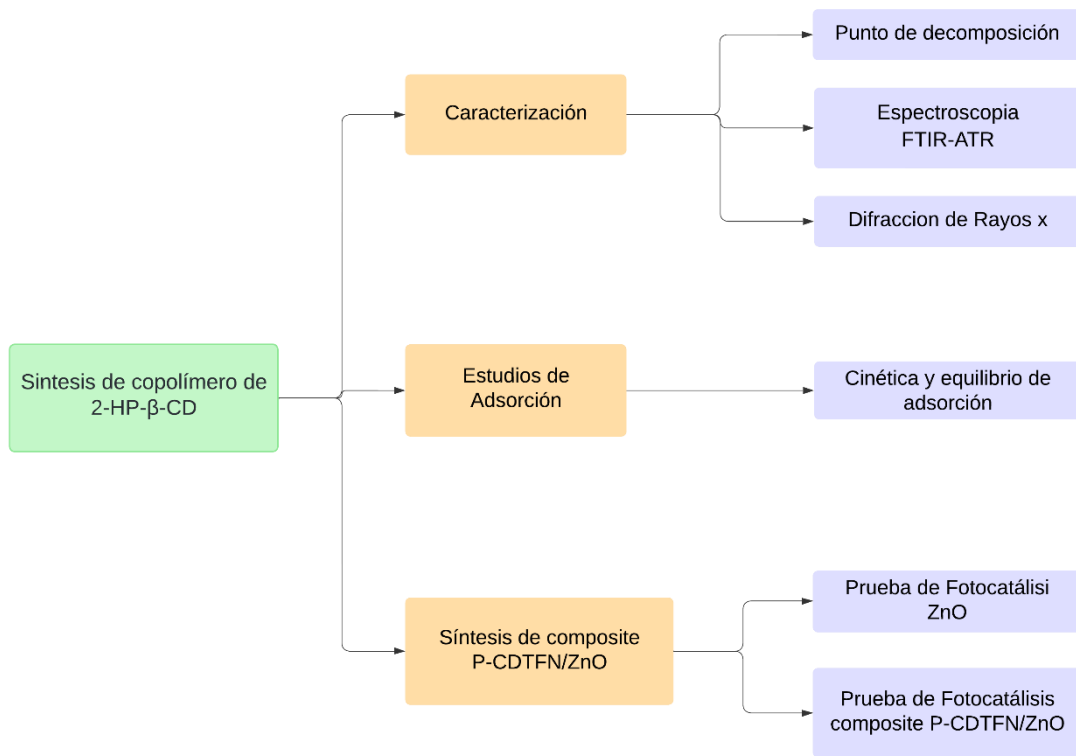 Punto de decomposición
Caracterización
Espectroscopia
FTIR-ATR
Difraccion de Rayos x
Sintesis de copolímero de
2-HP-β-CD
Estudios de
Adsorción
Cinética y equilibrio de
adsorción
Síntesis de composite
P-CDTFN/ZnO
Prueba de Fotocatálisi
ZnO
Prueba de Fotocatálisis
composite P-CDTFN/ZnO